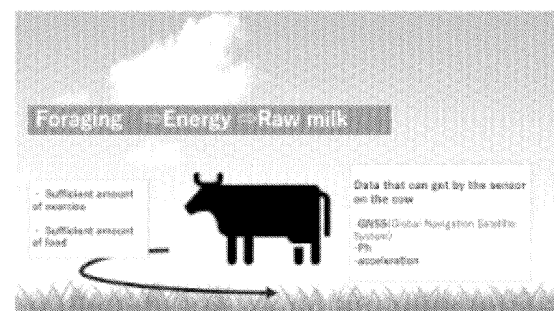 Foraging ⇒Energy ⇒Raw milk
・ Sufficient amount
of exercise
・ Sufficient amount
of food
Data that can get by the sensor
on the cow
·GNSS(Global Navigation Satellite
System)
·Ph
·acceleration